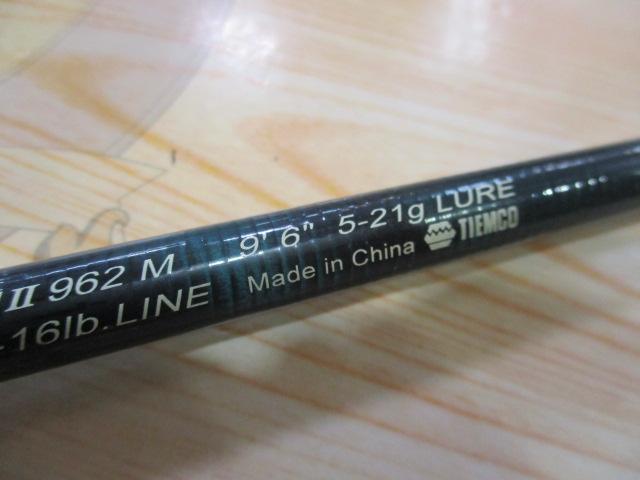 II 962 M 9' 6" 5-21g LURE
-16lb.LINE Made in China TIEMCO